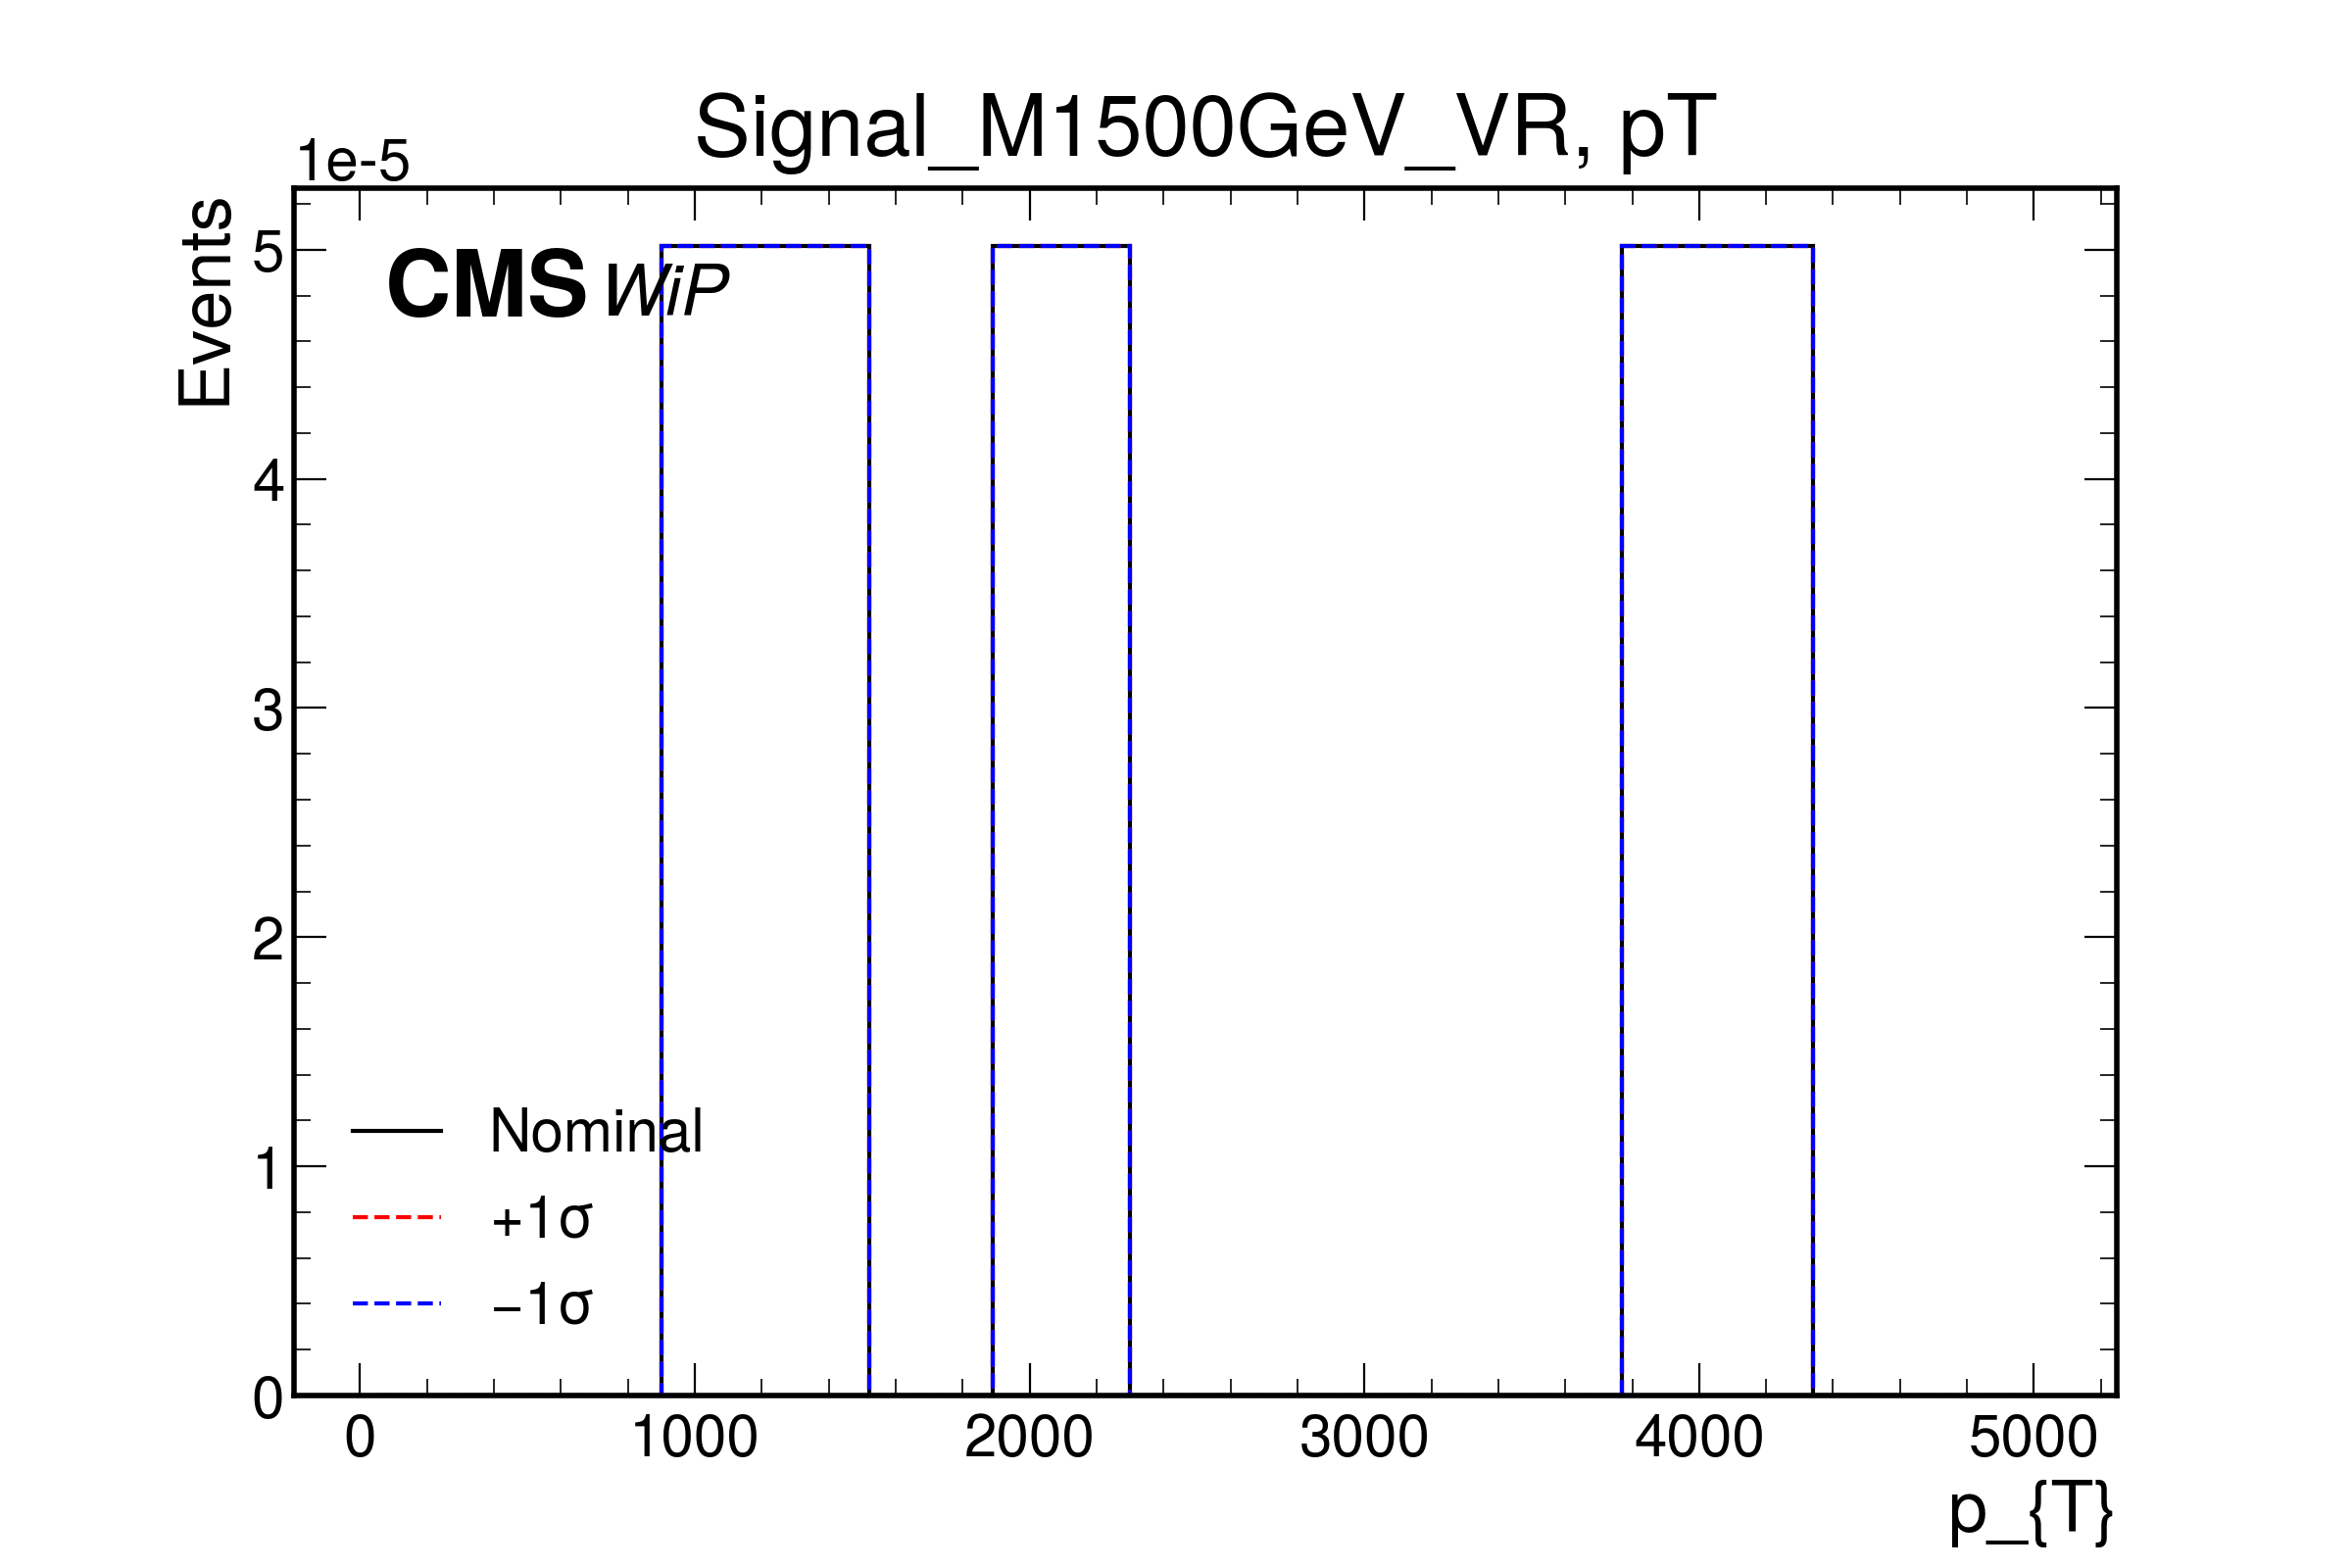 Signal_M1500GeV_VR, pT
1e-5
Events
CMS WiP
5
4
3
2
1
0
Nominal
+1σ
−1σ
0 1000 2000 3000 4000 5000
p_{T}